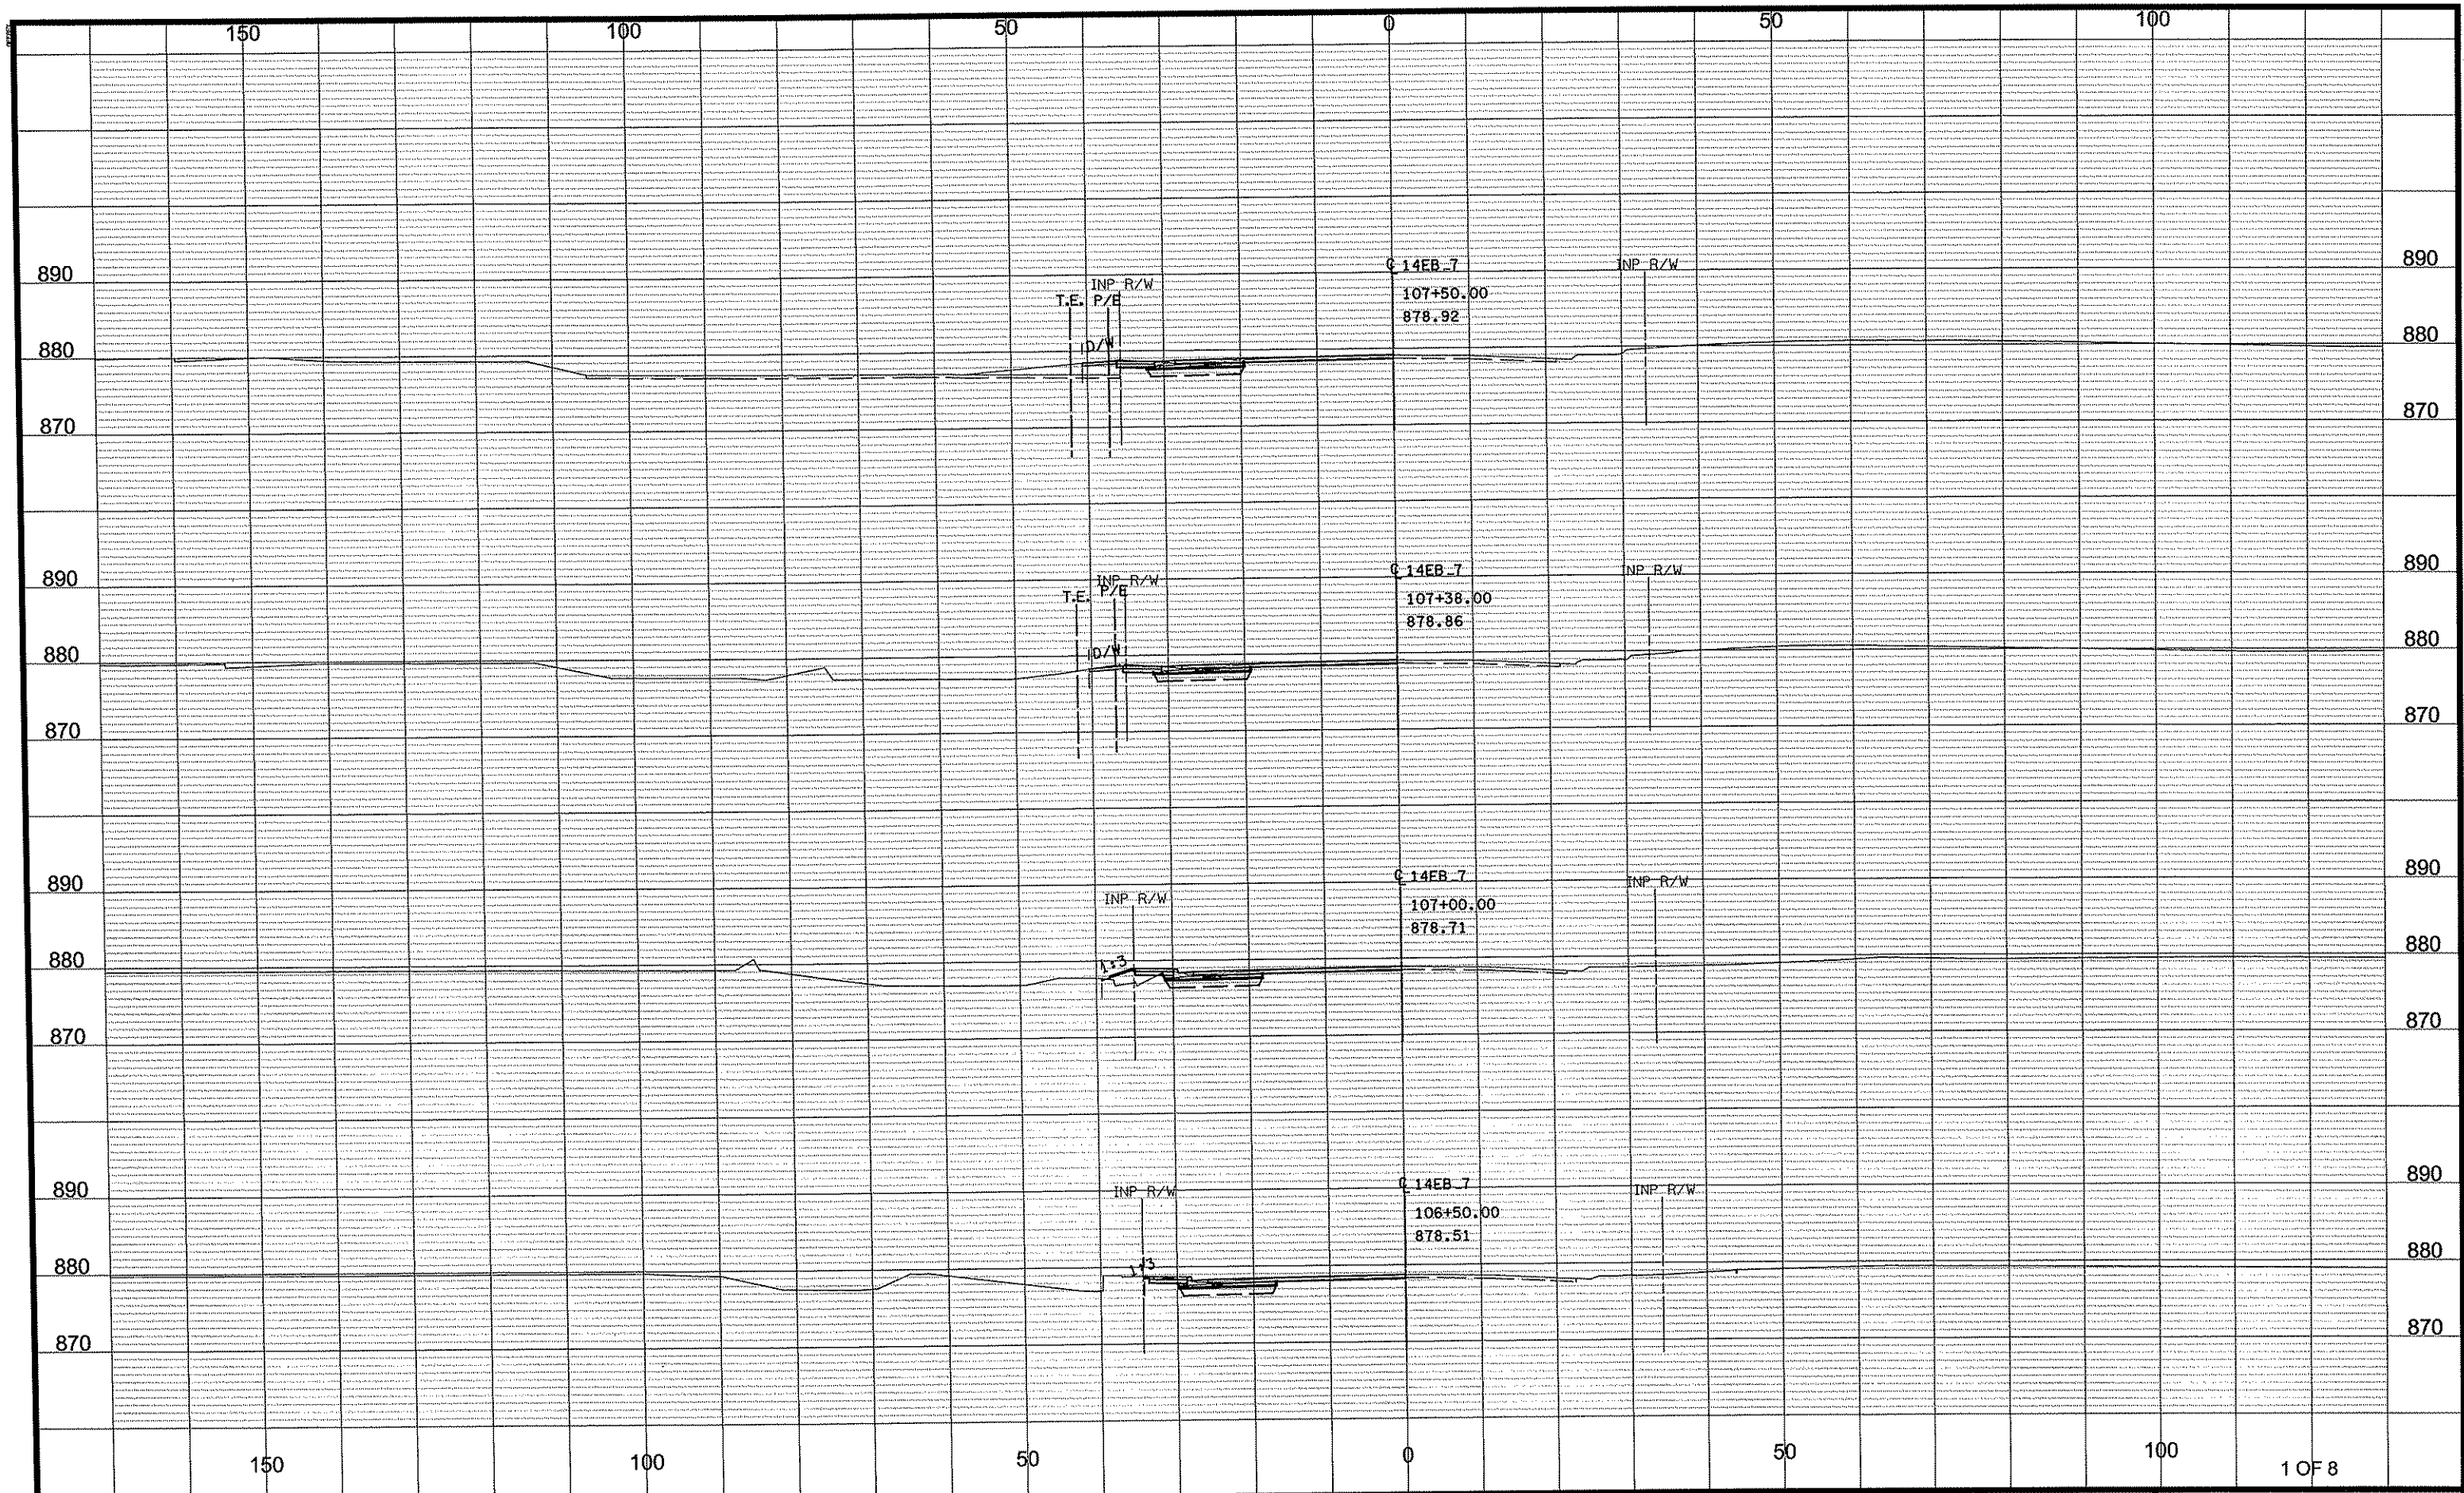 150 100 50 0 50 100
890 ℄ 14EB_7 INP R/W 890
INP R/W 107+50.00
T.E. P/E 878.92
D/W
880 880
870 870
890 ℄ 14EB_7 INP R/W 890
INP R/W
T.E. P/E 107+38.00
878.86
D/W
880 880
870 870
890 ℄ 14EB_7 INP R/W 890
INP R/W 107+00.00
878.71
1:3
880 880
870 870
890 ℄ 14EB_7 INP R/W 890
INP R/W
106+50.00
878.51
1:3
880 880
870 870
150 100 50 0 50 100
1 OF 8